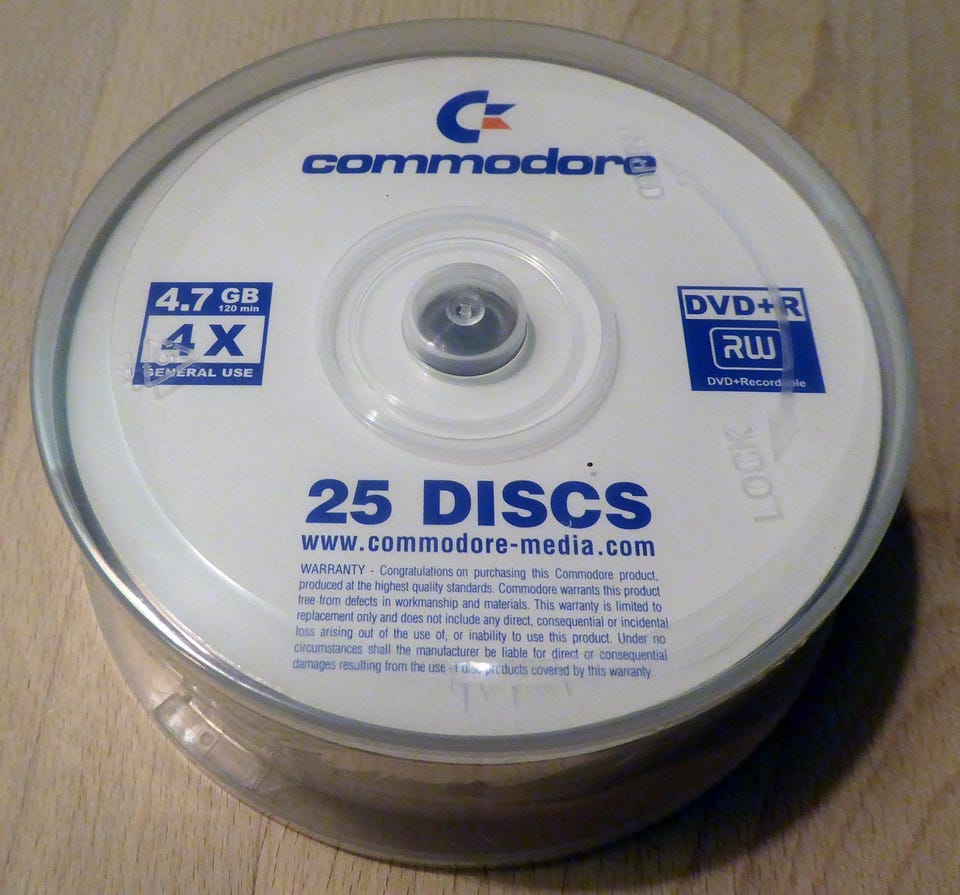 OPEN
commodore
4.7 GB
120 min
4X
GENERAL USE
DVD+R
RW
DVD+Recordable
LOCK
25 DISCS
www.commodore-media.com
WARRANTY - Congratulations on purchasing this Commodore product,
produced at the highest quality standards. Commodore warrants this product
free from defects in workmanship and materials. This warranty is limited to
replacement only and does not include any direct, consequential or incidental
loss arising out of the use of, or inability to use this product. Under no
circumstances shall the manufacturer be liable for direct or consequential
damages resulting from the use of disc products covered by this warranty.